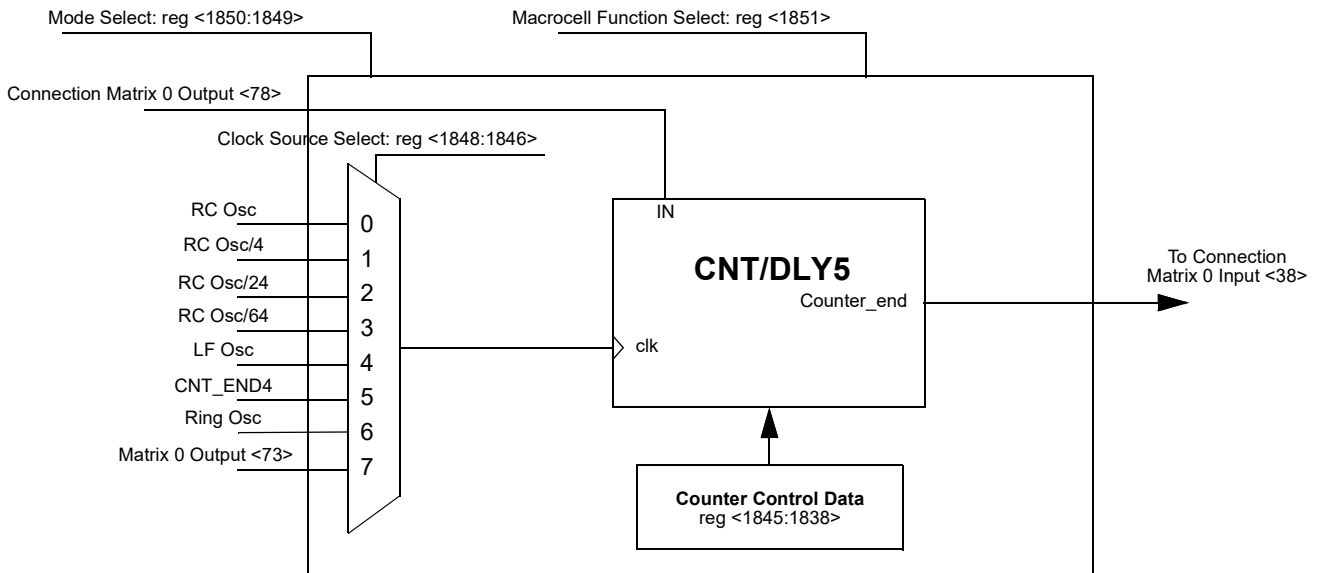 Mode Select: reg <1850:1849>
Macrocell Function Select: reg <1851>
Connection Matrix 0 Output <78>
Clock Source Select: reg <1848:1846>
RC Osc
0
RC Osc/4
1
RC Osc/24
2
RC Osc/64
3
LF Osc
4
CNT_END4
5
Ring Osc
6
Matrix 0 Output <73>
7
IN
CNT/DLY5
Counter_end
clk
To Connection
Matrix 0 Input <38>
Counter Control Data
reg <1845:1838>